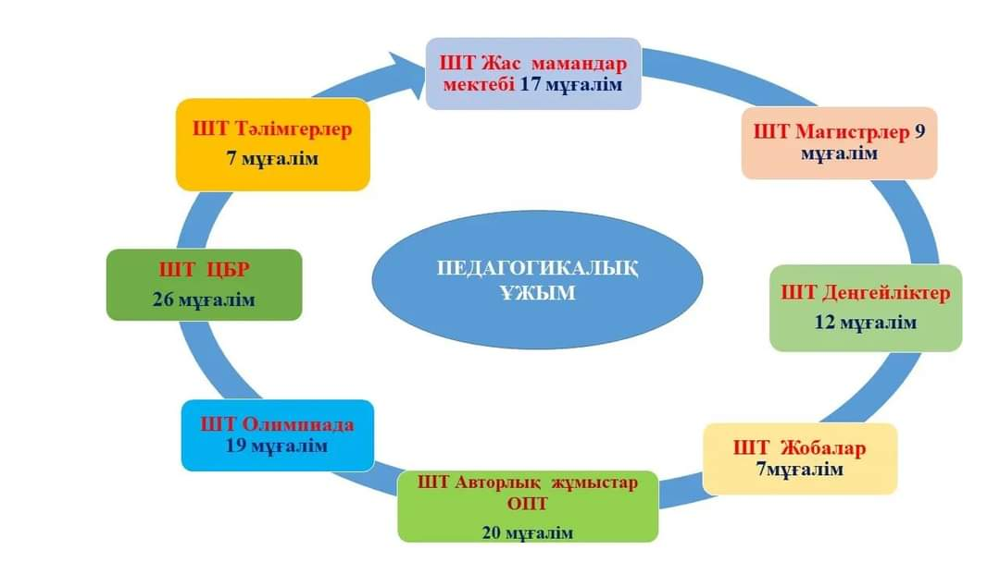 ШТ Жас мамандар
мектебі 17 мұғалім
ШТ Магистрлер 9
мұғалім
ШТ Деңгейліктер
12 мұғалім
ШТ Жобалар
7мұғалім
ШТ Авторлық жұмыстар
ОПТ
20 мұғалім
ШТ Олимпиада
19 мұғалім
ШТ ЦБР
26 мұғалім
ШТ Тәлімгерлер
7 мұғалім
ПЕДАГОГИКАЛЫҚ
ҰЖЫМ